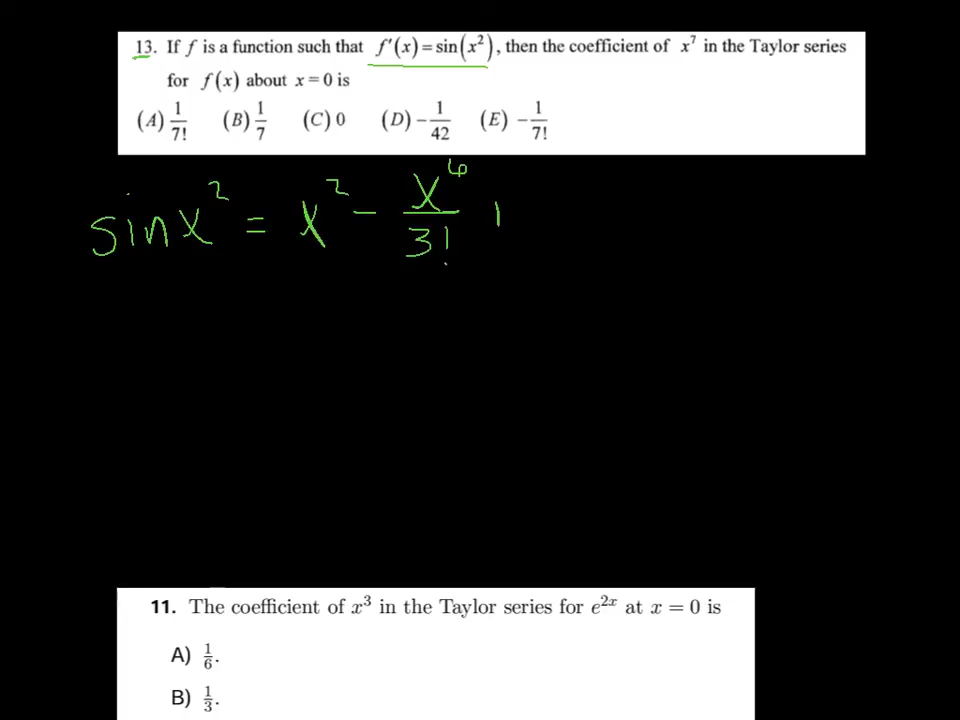 13. If f is a function such that f′(x) = sin(x²), then the coefficient of x⁷ in the Taylor series
for f(x) about x = 0 is
(A) 1/7! (B) 1/7 (C) 0 (D) −1/42 (E) −1/7!
sin x² = x² − x⁶/3!
11. The coefficient of x³ in the Taylor series for e²ˣ at x = 0 is
A) 1/6.
B) 1/3.